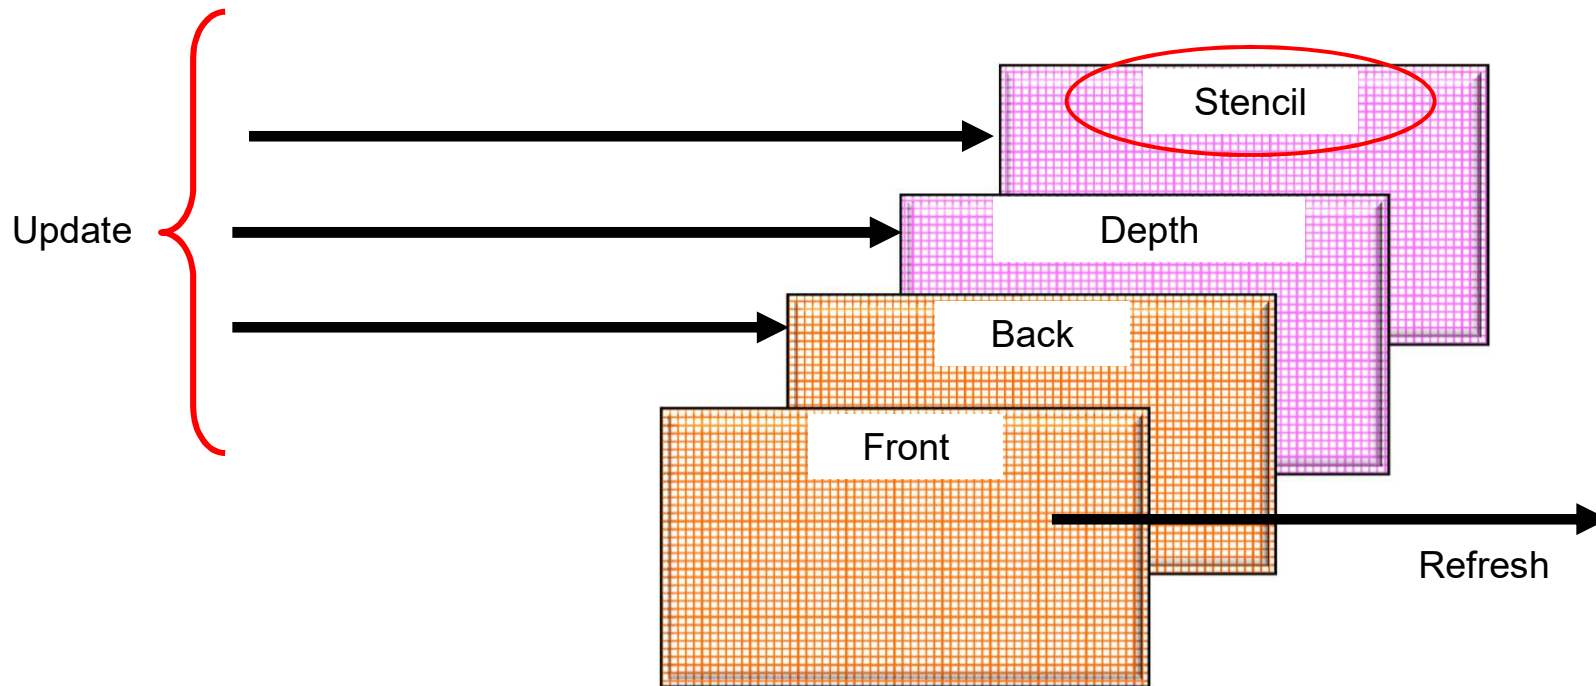 Stencil
Depth
Update
Back
Front
Refresh